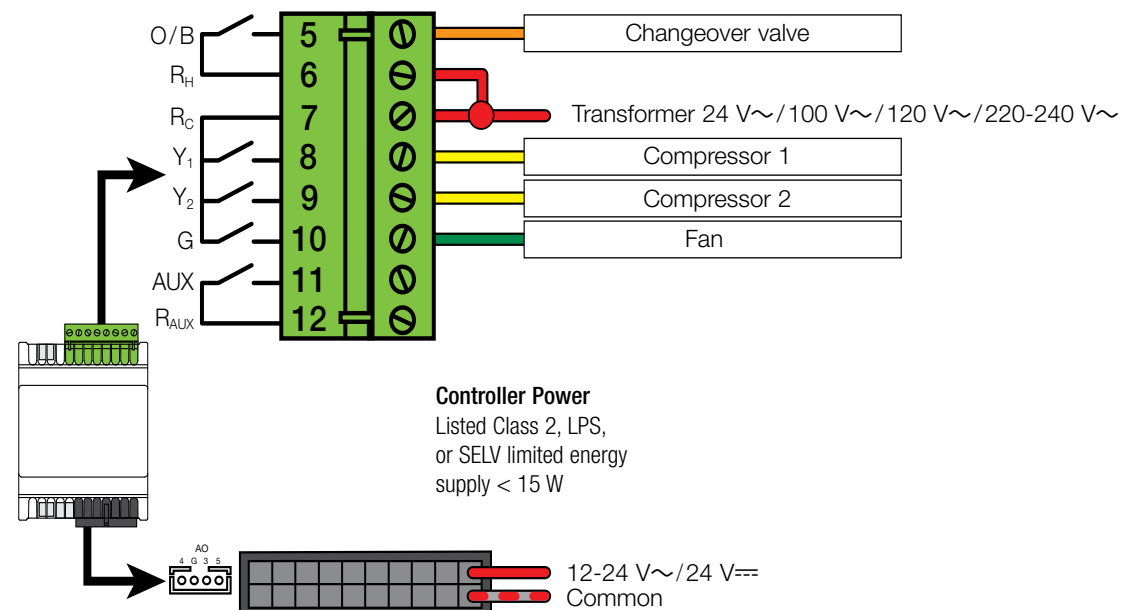 O/B 5 Changeover valve
RH 6
RC 7 Transformer 24 V～/100 V～/120 V～/220-240 V～
Y1 8 Compressor 1
Y2 9 Compressor 2
G 10 Fan
AUX 11
RAUX 12
Controller Power
Listed Class 2, LPS,
or SELV limited energy
supply < 15 W
AO
4 G 3 5
12-24 V～/24 V⎓
Common